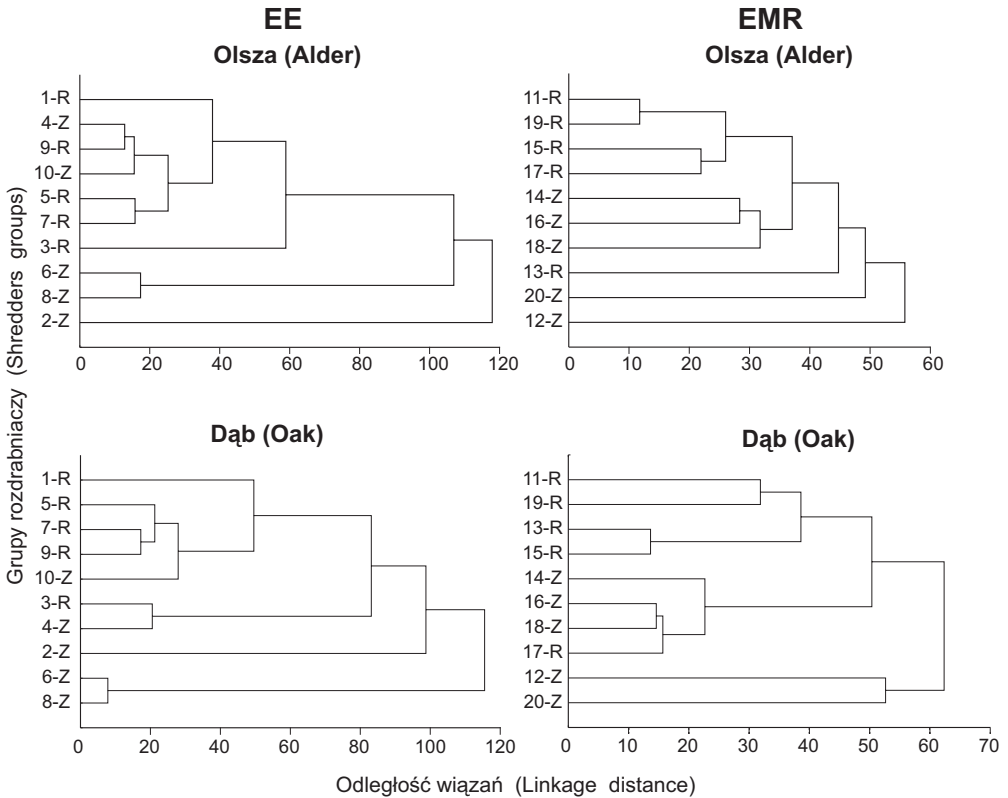 EE
EMR
Olsza (Alder)
Olsza (Alder)
1-R
4-Z
9-R
10-Z
5-R
7-R
3-R
6-Z
8-Z
2-Z
0 20 40 60 80 100 120
11-R
19-R
15-R
17-R
14-Z
16-Z
18-Z
13-R
20-Z
12-Z
0 10 20 30 40 50 60
Grupy rozdrabniaczy (Shredders groups)
Dąb (Oak)
Dąb (Oak)
1-R
5-R
7-R
9-R
10-Z
3-R
4-Z
2-Z
6-Z
8-Z
0 20 40 60 80 100 120
11-R
19-R
13-R
15-R
14-Z
16-Z
18-Z
17-R
12-Z
20-Z
0 10 20 30 40 50 60 70
Odległość wiązań (Linkage distance)